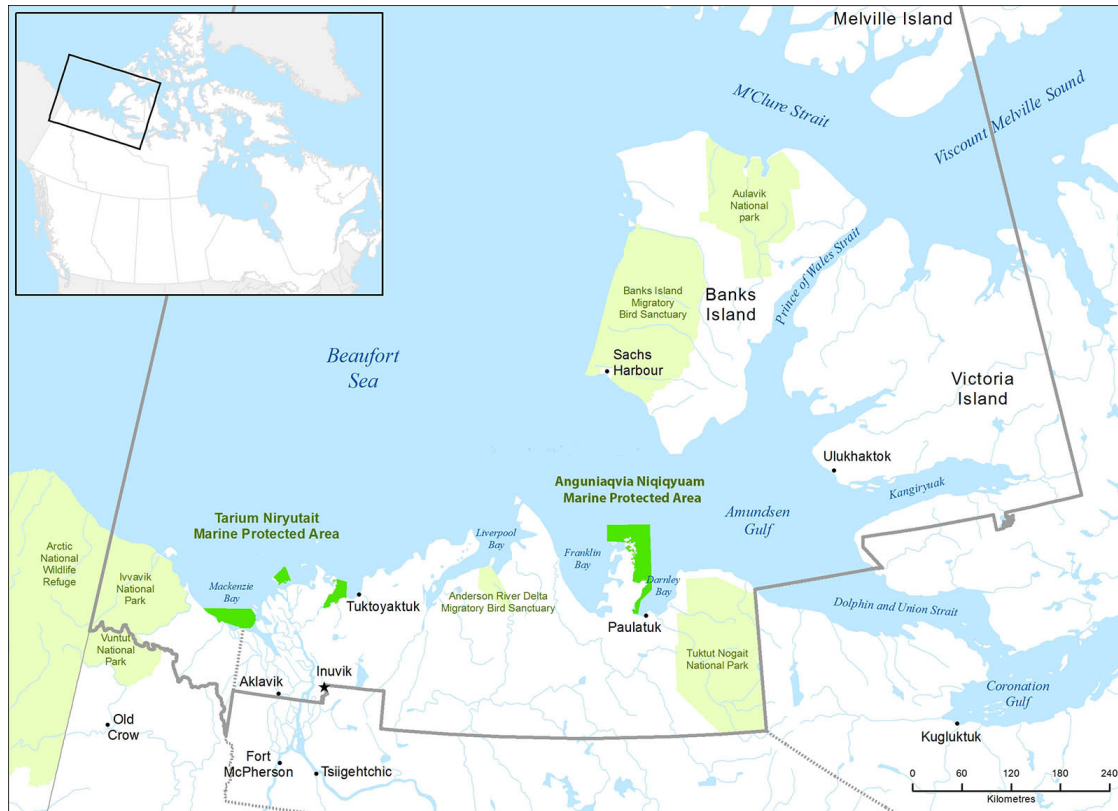 Melville Island
M'Clure Strait
Viscount Melville Sound
Aulavik
National
park
Prince of Wales Strait
Banks Island
Migratory
Bird Sanctuary
Banks
Island
Sachs
Harbour
Beaufort
Sea
Victoria
Island
Ulukhaktok
Kangiryuak
Anguniaqvia Niqiqyuam
Marine Protected Area
Amundsen
Gulf
Tarium Niryutait
Marine Protected Area
Liverpool
Bay
Franklin
Bay
Darnley
Bay
Arctic
National
Wildlife
Refuge
Ivvavik
National
Park
Mackenzie
Bay
Tuktoyaktuk
Anderson River Delta
Migratory Bird Sanctuary
Paulatuk
Dolphin and Union Strait
Vuntut
National
Park
Tuktut Nogait
National Park
Aklavik
Inuvik
Coronation
Gulf
Old
Crow
Kugluktuk
Fort
McPherson
Tsiigehtchic
0 60 120 180 240
Kilometres